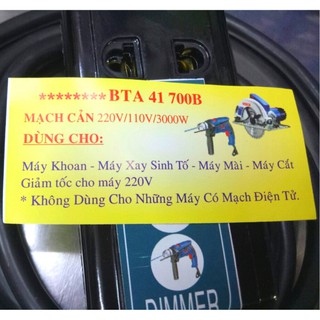 ******** BTA 41 700B
MẠCH CẢN 220V/110V/3000W
DÙNG CHO:
Máy Khoan - Máy Xay Sinh Tố - Máy Mài - Máy Cắt
Giảm tốc cho máy 220V
* Không Dùng Cho Những Máy Có Mạch Điện Tử.
DIMMER